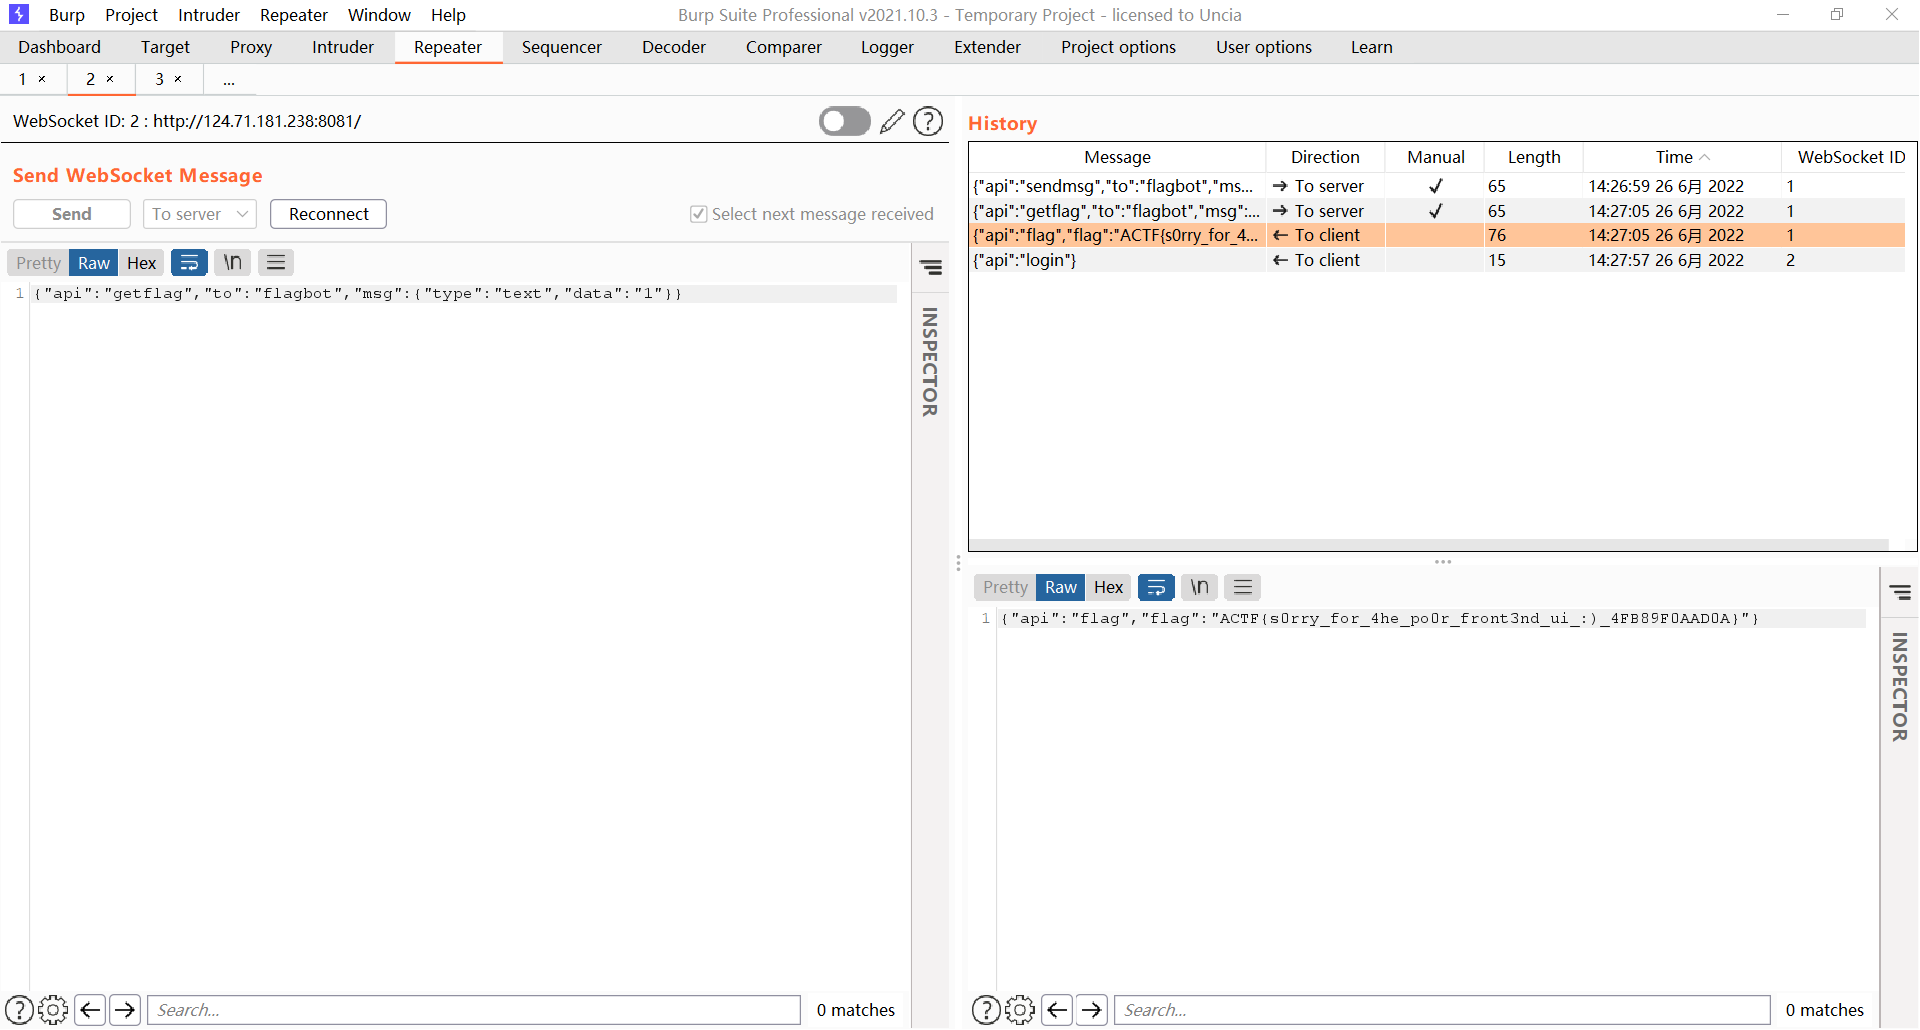 Burp Project Intruder Repeater Window Help Burp Suite Professional v2021.10.3 - Temporary Project - licensed to Uncia
Dashboard Target Proxy Intruder Repeater Sequencer Decoder Comparer Logger Extender Project options User options Learn
1 × 2 × 3 × ...
WebSocket ID: 2 : http://124.71.181.238:8081/
Send WebSocket Message
Send To server Reconnect Select next message received
Pretty Raw Hex \n
1 {"api":"getflag","to":"flagbot","msg":{"type":"text","data":"1"}}
INSPECTOR
Search... 0 matches
History
Message Direction Manual Length Time WebSocket ID
{"api":"sendmsg","to":"flagbot","ms... → To server ✓ 65 14:26:59 26 6月 2022 1
{"api":"getflag","to":"flagbot","msg":... → To server ✓ 65 14:27:05 26 6月 2022 1
{"api":"flag","flag":"ACTF{s0rry_for_4... ← To client 76 14:27:05 26 6月 2022 1
{"api":"login"} ← To client 15 14:27:57 26 6月 2022 2
Pretty Raw Hex \n
1 {"api":"flag","flag":"ACTF{s0rry_for_4he_po0r_front3nd_ui_:)_4FB89F0AAD0A}"}
INSPECTOR
Search... 0 matches